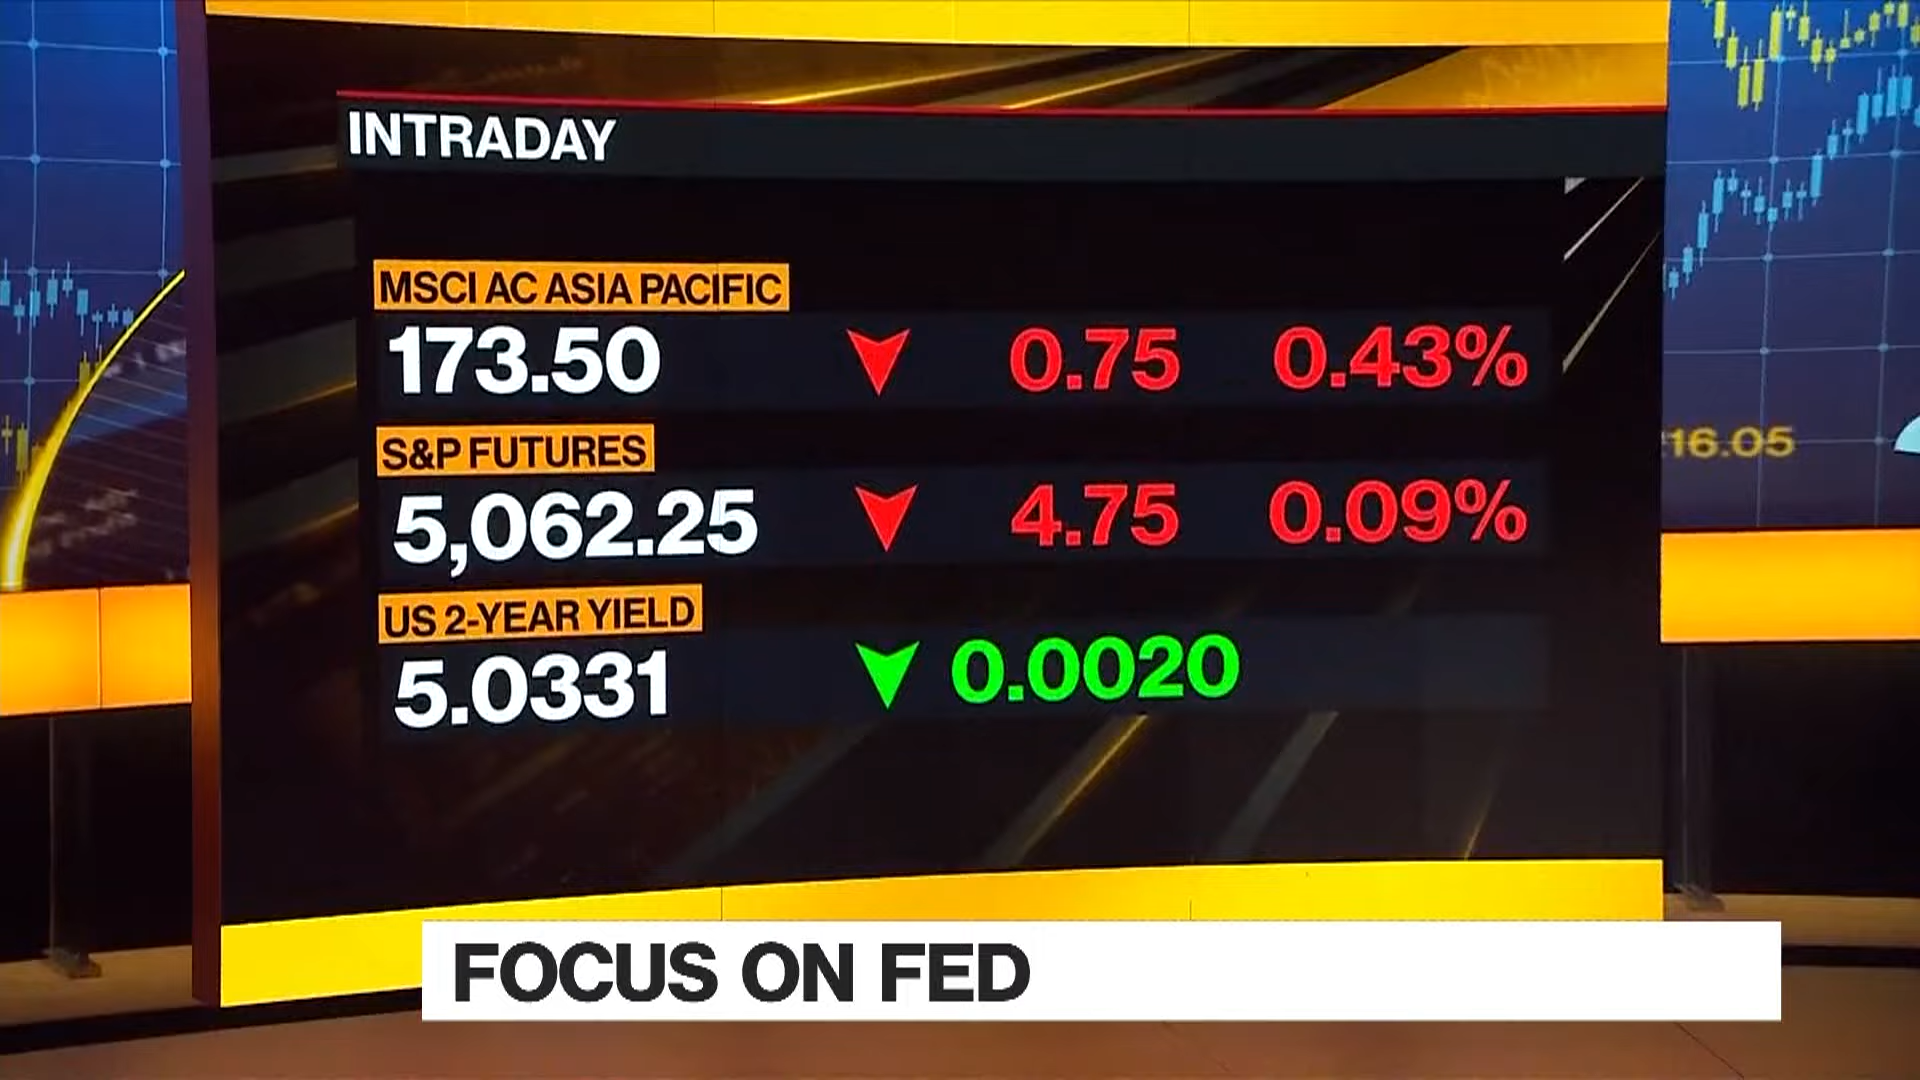 INTRADAY
MSCI AC ASIA PACIFIC
173.50 ▼ 0.75 0.43%
S&P FUTURES
5,062.25 ▼ 4.75 0.09%
16.05
US 2-YEAR YIELD
5.0331 ▼ 0.0020
FOCUS ON FED